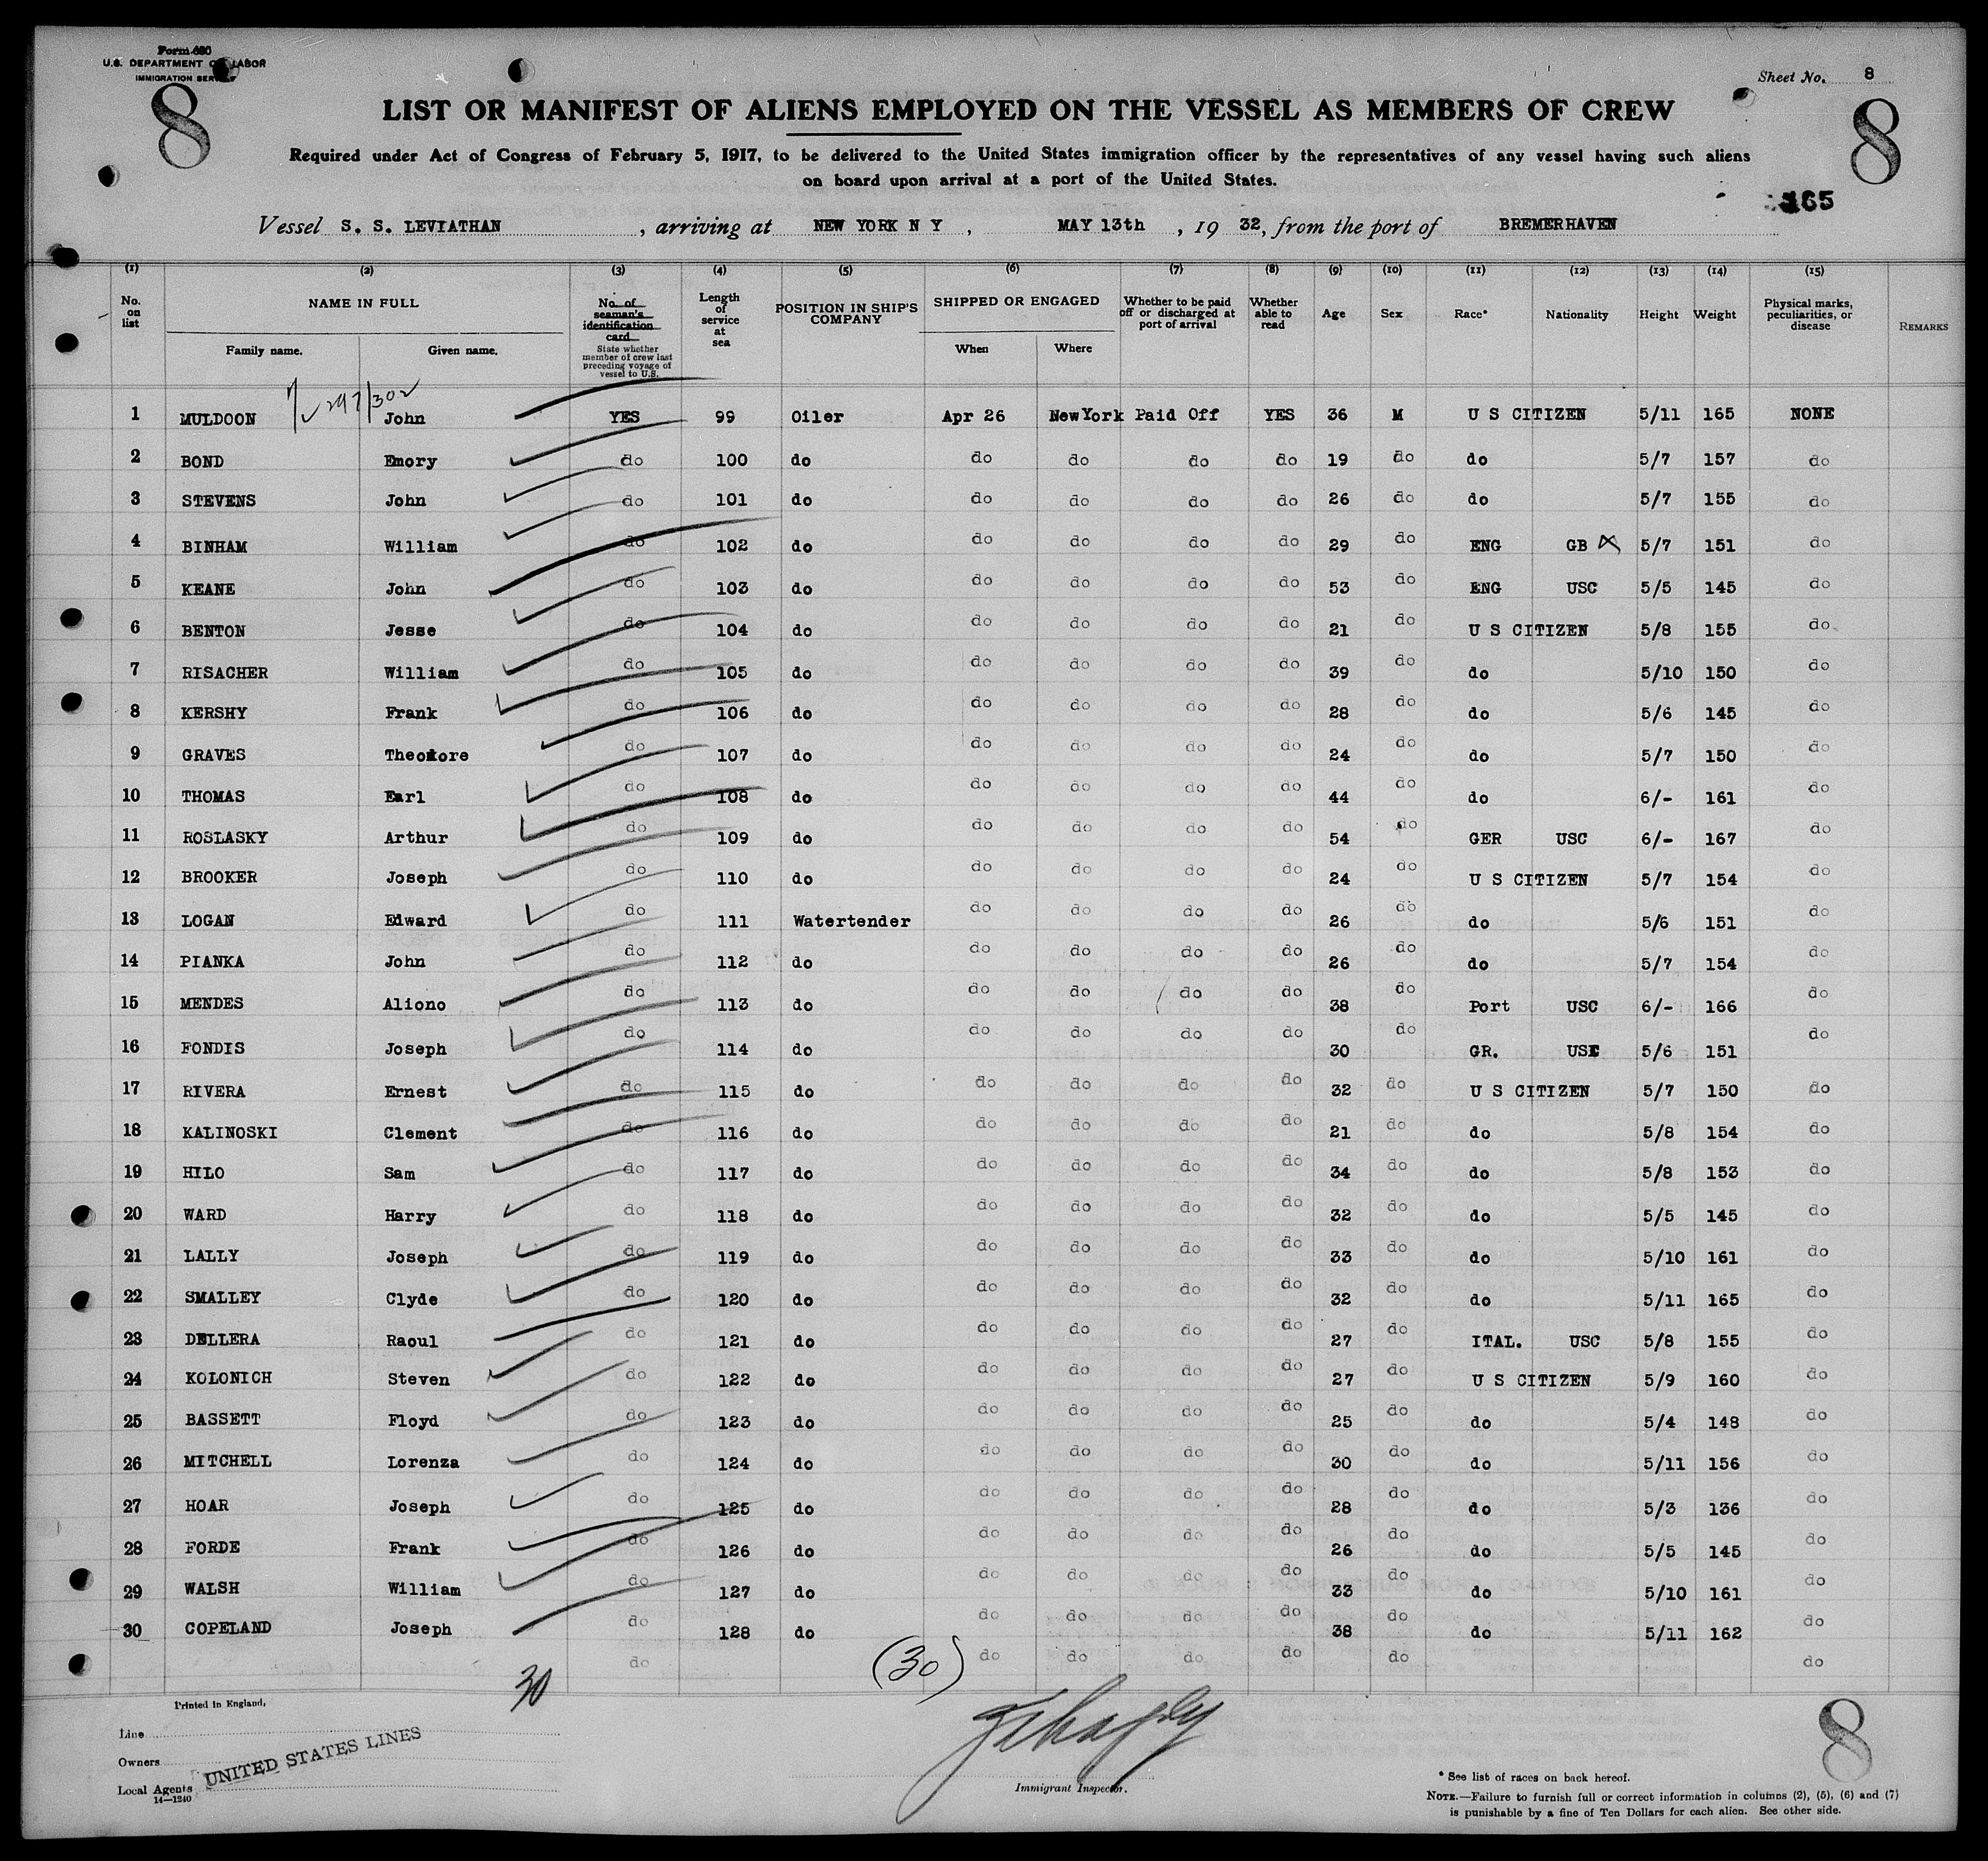 Form 680
U.S. DEPARTMENT OF LABOR
IMMIGRATION SERVICE
Sheet No. 8
8
8
LIST OR MANIFEST OF ALIENS EMPLOYED ON THE VESSEL AS MEMBERS OF CREW
Required under Act of Congress of February 5, 1917, to be delivered to the United States immigration officer by the representatives of any vessel having such aliens
on board upon arrival at a port of the United States.
165
Vessel S. S. LEVIATHAN , arriving at NEW YORK N Y , MAY 13th , 19 32, from the port of BREMERHAVEN
(1) (2) (3) (4) (5) (6) (7) (8) (9) (10) (11) (12) (13) (14) (15)
No. on list NAME IN FULL Family name. Given name. No. of seaman's identification card State whether member of crew last preceding voyage of vessel to U.S. Length of service at sea POSITION IN SHIP'S COMPANY SHIPPED OR ENGAGED When Where Whether to be paid off or discharged at port of arrival Whether able to read Age Sex Race* Nationality Height Weight Physical marks, peculiarities, or disease REMARKS
297/302
1 MULDOON John YES 99 Oiler Apr 26 NewYork Paid Off YES 36 M U S CITIZEN 5/11 165 NONE
2 BOND Emory do 100 do do do do do 19 do do 5/7 157 do
3 STEVENS John do 101 do do do do do 26 do do 5/7 155 do
4 BINHAM William do 102 do do do do do 29 do ENG GB 5/7 151 do
5 KEANE John do 103 do do do do do 53 do ENG USC 5/5 145 do
6 BENTON Jesse do 104 do do do do do 21 do U S CITIZEN 5/8 155 do
7 RISACHER William do 105 do do do do do 39 do do 5/10 150 do
8 KERSHY Frank do 106 do do do do do 28 do do 5/6 145 do
9 GRAVES Theodore do 107 do do do do do 24 do do 5/7 150 do
10 THOMAS Earl do 108 do do do do do 44 do do 6/- 161 do
11 ROSLASKY Arthur do 109 do do do do do 54 do GER USC 6/- 167 do
12 BROOKER Joseph do 110 do do do do do 24 do U S CITIZEN 5/7 154 do
13 LOGAN Edward do 111 Watertender do do do do 26 do do 5/6 151 do
14 PIANKA John do 112 do do do do do 26 do do 5/7 154 do
15 MENDES Aliono do 113 do do do do do 38 do Port USC 6/- 166 do
16 FONDIS Joseph do 114 do do do do do 30 do GR. USC 5/6 151 do
17 RIVERA Ernest do 115 do do do do do 32 do U S CITIZEN 5/7 150 do
18 KALINOSKI Clement do 116 do do do do do 21 do do 5/8 154 do
19 HILO Sam do 117 do do do do do 34 do do 5/8 153 do
20 WARD Harry do 118 do do do do do 32 do do 5/5 145 do
21 LALLY Joseph do 119 do do do do do 33 do do 5/10 161 do
22 SMALLEY Clyde do 120 do do do do do 32 do do 5/11 165 do
23 DELLERA Raoul do 121 do do do do do 27 do ITAL. USC 5/8 155 do
24 KOLONICH Steven do 122 do do do do do 27 do U S CITIZEN 5/9 160 do
25 BASSETT Floyd do 123 do do do do do 25 do do 5/4 148 do
26 MITCHELL Lorenza do 124 do do do do do 30 do do 5/11 156 do
27 HOAR Joseph do 125 do do do do do 28 do do 5/3 136 do
28 FORDE Frank do 126 do do do do do 26 do do 5/5 145 do
29 WALSH William do 127 do do do do do 33 do do 5/10 161 do
30 COPELAND Joseph do 128 do do do do do 38 do do 5/11 162 do
do do do do do do do
30 (30)
Printed in England.
Line
Owners
UNITED STATES LINES
Local Agents
14—1240
Immigrant Inspector.
8
* See list of races on back hereof.
NOTE.—Failure to furnish full or correct information in columns (2), (5), (6) and (7)
is punishable by a fine of Ten Dollars for each alien. See other side.